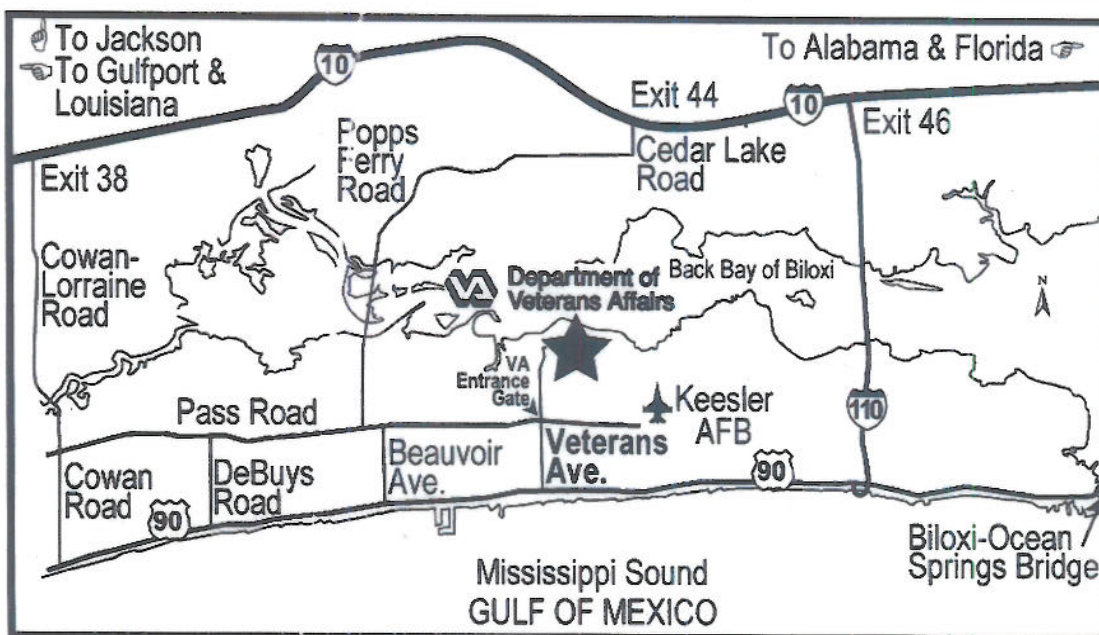 To Jackson
To Gulfport &
Louisiana
10
To Alabama & Florida
10
Exit 44
Exit 46
Exit 38
Popps
Ferry
Road
Cedar Lake
Road
Cowan-
Lorraine
Road
VA
Department of
Veterans Affairs
Back Bay of Biloxi
N
VA
Entrance
Gate
Pass Road
Keesler
AFB
110
Cowan
Road
DeBuys
Road
Beauvoir
Ave.
Veterans
Ave.
90
90
Biloxi-Ocean
Springs Bridge
Mississippi Sound
GULF OF MEXICO